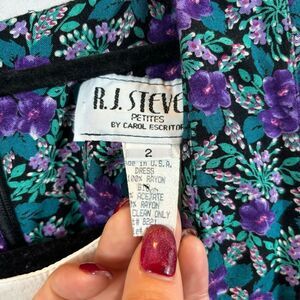 R.J. STEVE
PETITES
BY CAROL ESCRITOR
2
Made in U.S.A.
DRESS
100% RAYON
% ACETATE
% RAYON
CLEAN ONLY